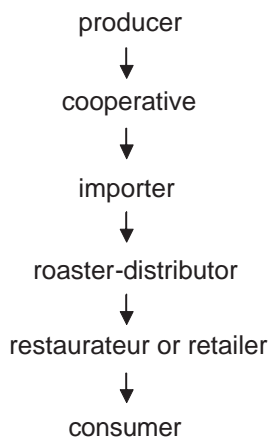 producer
cooperative
importer
roaster-distributor
restaurateur or retailer
consumer